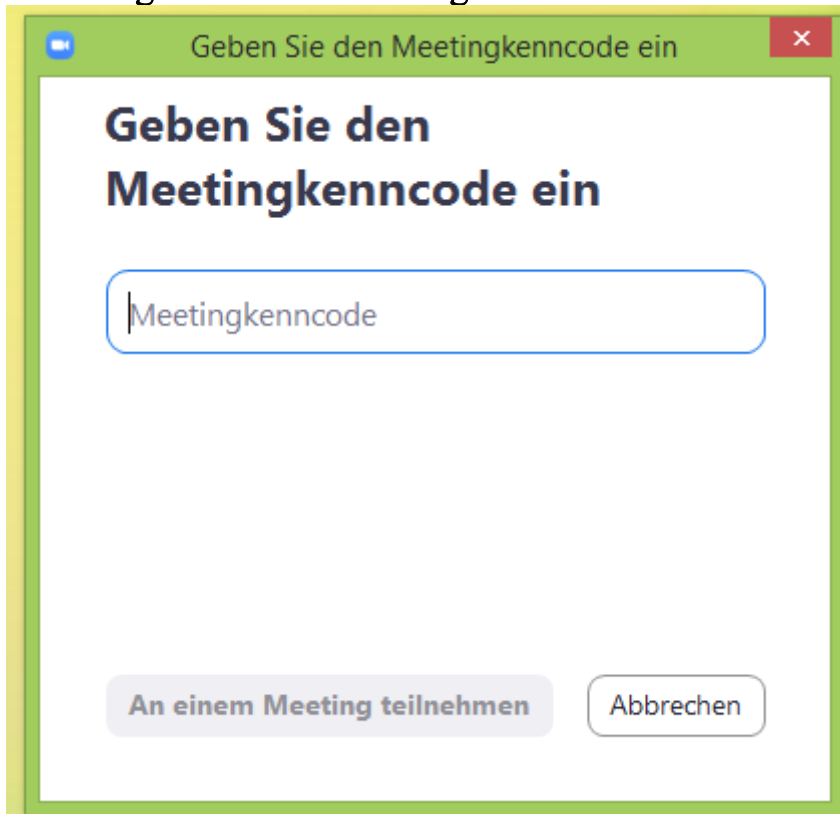 Geben Sie den Meetingkenncode ein
Geben Sie den
Meetingkenncode ein
Meetingkenncode
An einem Meeting teilnehmen
Abbrechen